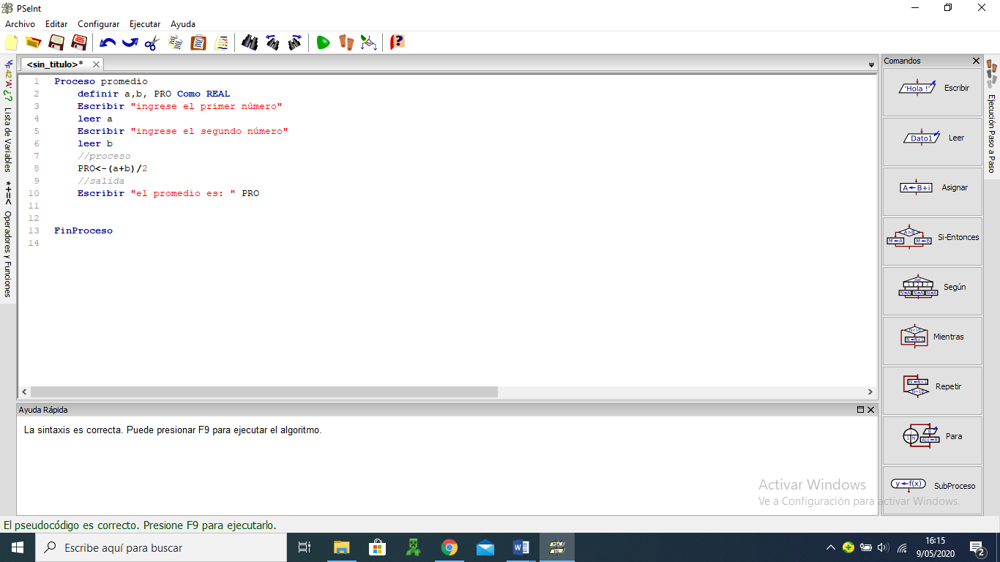 PSeInt
Archivo Editar Configurar Ejecutar Ayuda
<sin_titulo>*
1 Proceso promedio
2 definir a,b, PRO Como REAL
3 Escribir "ingrese el primer número"
4 leer a
5 Escribir "ingrese el segundo número"
6 leer b
7 //proceso
8 PRO<-(a+b)/2
9 //salida
10 Escribir "el promedio es: " PRO
11
12
13 FinProceso
14
Lista de Variables
*+=< Operadores y Funciones
Ayuda Rápida
La sintaxis es correcta. Puede presionar F9 para ejecutar el algoritmo.
Comandos
'Hola !' Escribir
Dato1 Leer
A B+i Asignar
A>B Si-Entonces
Según
Mientras
Repetir
Para
y f(x) SubProceso
Ejecución Paso a Paso
Activar Windows
Ve a Configuración para activar Windows.
El pseudocódigo es correcto. Presione F9 para ejecutarlo.
Escribe aquí para buscar
16:15
9/05/2020
2